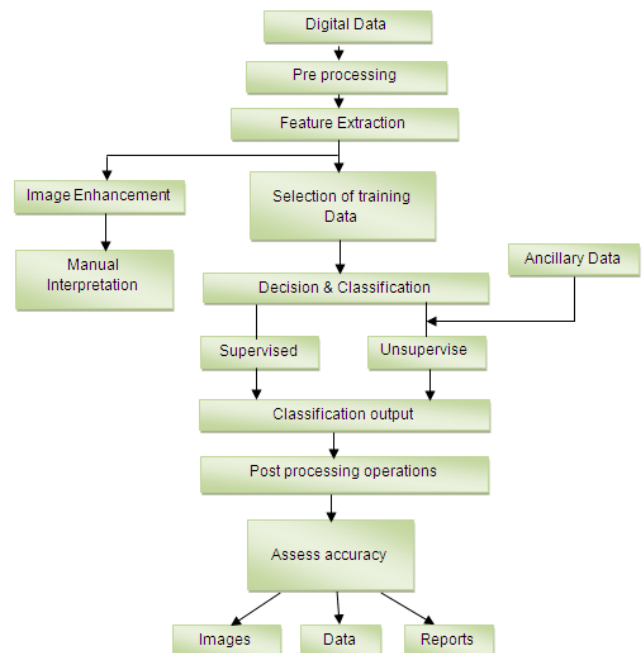 Digital Data
Pre processing
Feature Extraction
Image Enhancement
Selection of training
Data
Manual
Interpretation
Ancillary Data
Decision & Classification
Supervised
Unsupervise
Classification output
Post processing operations
Assess accuracy
Images
Data
Reports